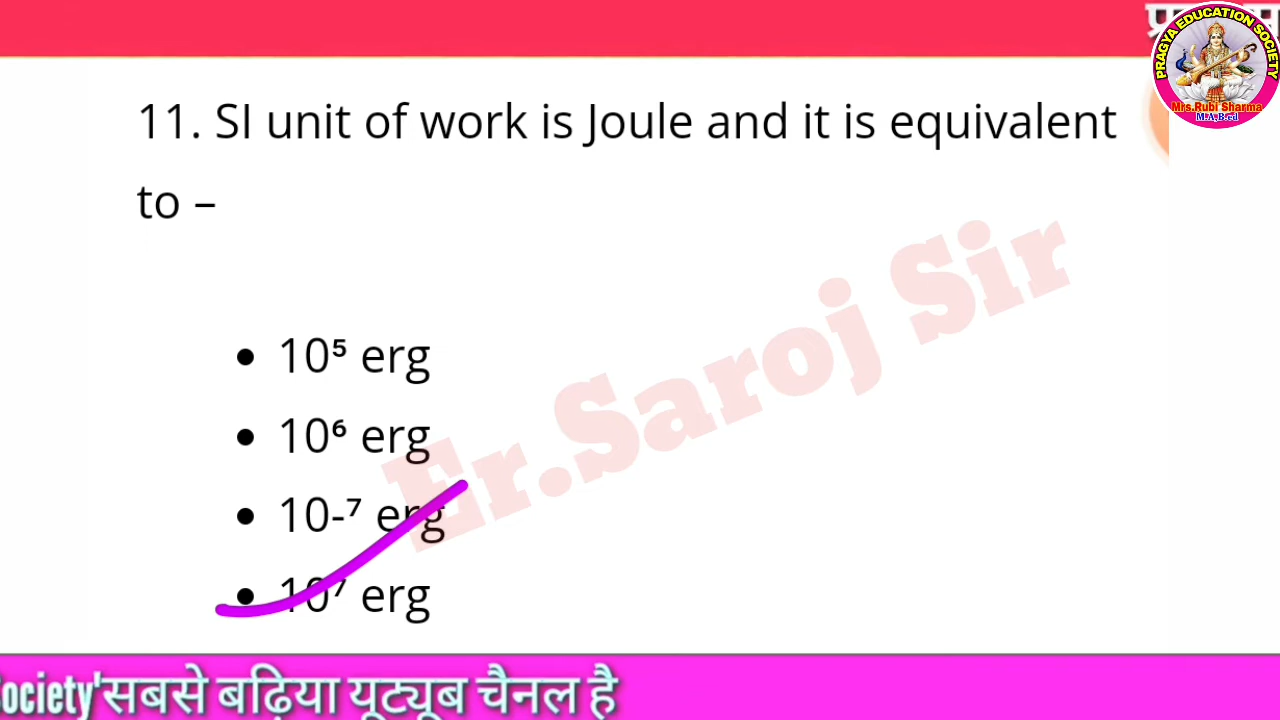 PRAGYA EDUCATION SOCIETY
Mrs.Rubi Sharma
M.A,B.ed
11. SI unit of work is Joule and it is equivalent
to –
Er.Saroj Sir
• 10⁵ erg
• 10⁶ erg
• 10-⁷ erg
• 10⁷ erg
ociety'सबसे बढ़िया यूट्यूब चैनल है